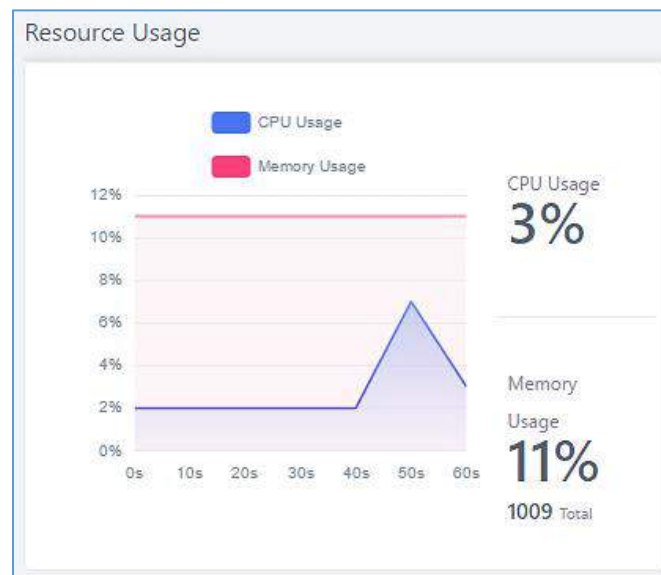 Resource Usage
CPU Usage
Memory Usage
12%
10%
8%
6%
4%
2%
0%
0s 10s 20s 30s 40s 50s 60s
CPU Usage
3%
Memory
Usage
11%
1009 Total